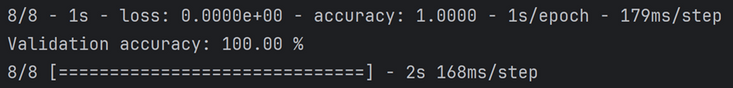 8/8 - 1s - loss: 0.0000e+00 - accuracy: 1.0000 - 1s/epoch - 179ms/step
Validation accuracy: 100.00 %
8/8 [==============================] - 2s 168ms/step